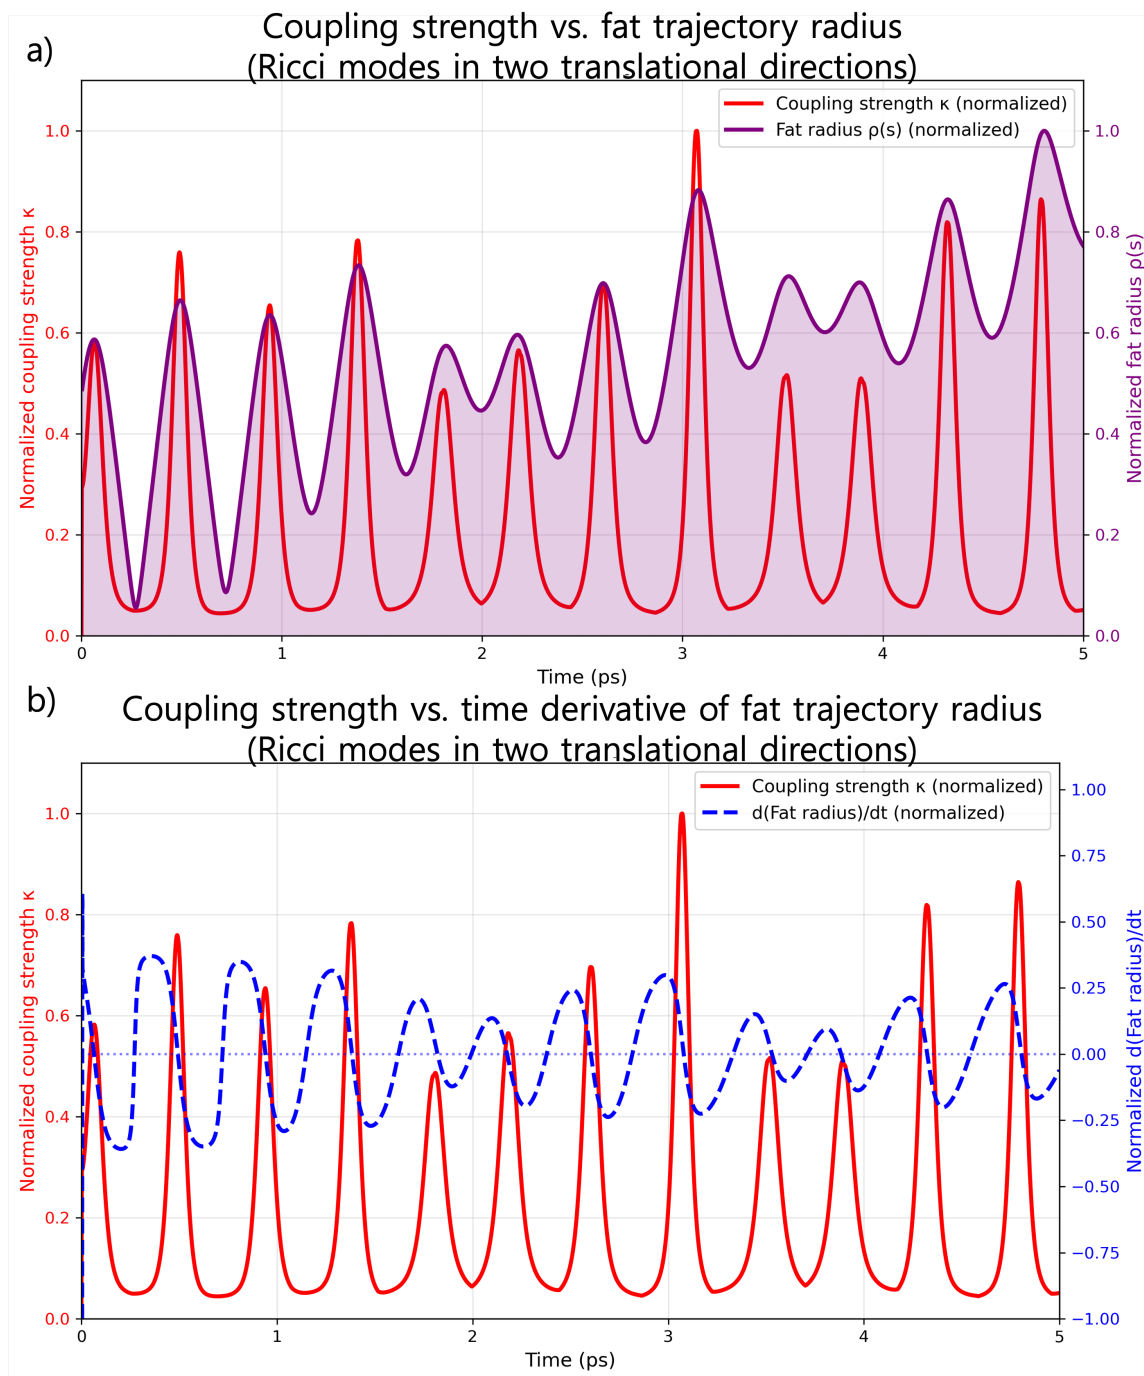 a)
Coupling strength vs. fat trajectory radius
(Ricci modes in two translational directions)
Coupling strength κ (normalized)
Fat radius ρ(s) (normalized)
Normalized coupling strength κ
1.0
0.8
0.6
0.4
0.2
0.0
1.0
0.8
0.6
0.4
0.2
0.0
Normalized fat radius ρ(s)
0 1 2 3 4 5
Time (ps)
b)
Coupling strength vs. time derivative of fat trajectory radius
(Ricci modes in two translational directions)
Coupling strength κ (normalized)
d(Fat radius)/dt (normalized)
Normalized coupling strength κ
1.0
0.8
0.6
0.4
0.2
0.0
1.00
0.75
0.50
0.25
0.00
−0.25
−0.50
−0.75
−1.00
Normalized d(Fat radius)/dt
0 1 2 3 4 5
Time (ps)